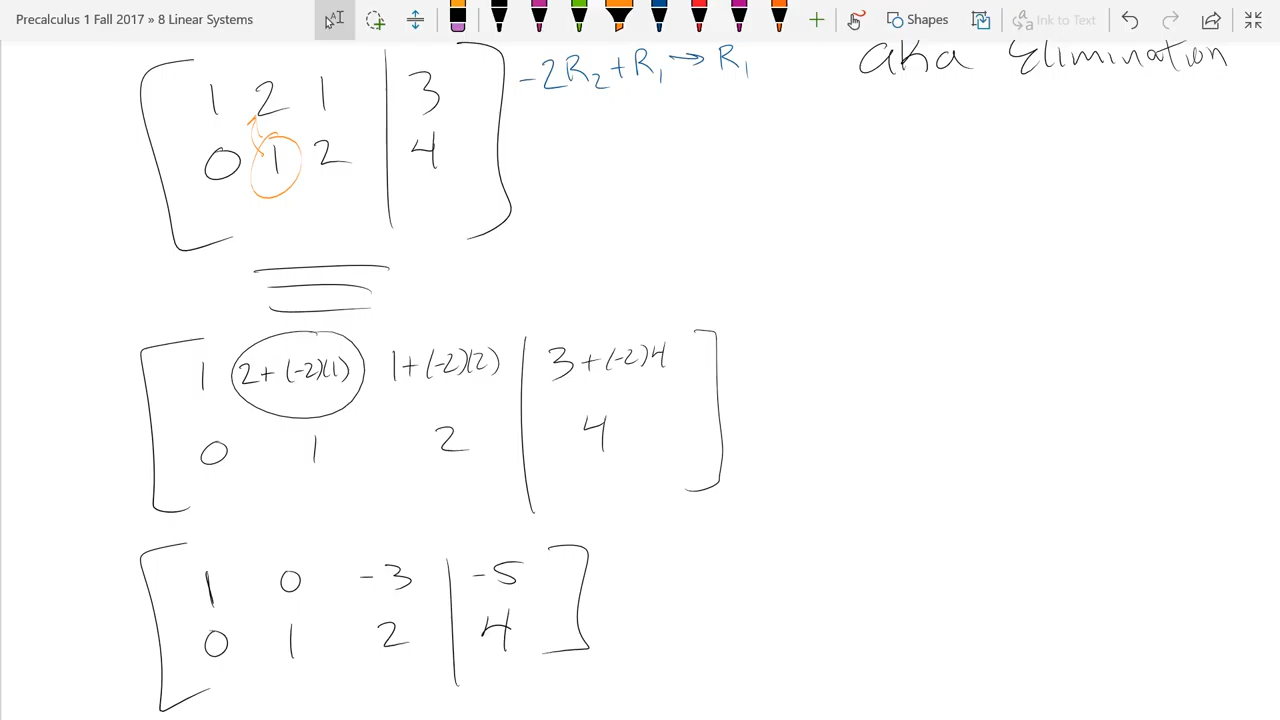 Precalculus 1 Fall 2017 » 8 Linear Systems
Shapes
Ink to Text
aka Elimination
-2R₂ + R₁ → R₁
1 2 1 | 3
0 1 2 | 4
1 2+(-2)(1) 1+(-2)(2) | 3+(-2)4
0 1 2 | 4
1 0 -3 | -5
0 1 2 | 4